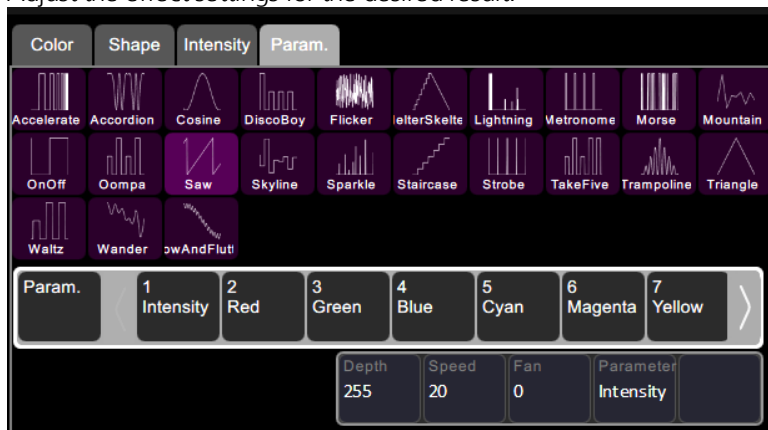 Adjust the effect settings for the desired result.
Color Shape Intensity Param.
Accelerate Accordion Cosine DiscoBoy Flicker lelterSkelte Lightning Metronome Morse Mountain
OnOff Oompa Saw Skyline Sparkle Staircase Strobe TakeFive Trampoline Triangle
Waltz Wander owAndFlutt
Param. 1 2 3 4 5 6 7
Intensity Red Green Blue Cyan Magenta Yellow
Depth Speed Fan Parameter
255 20 0 Intensity